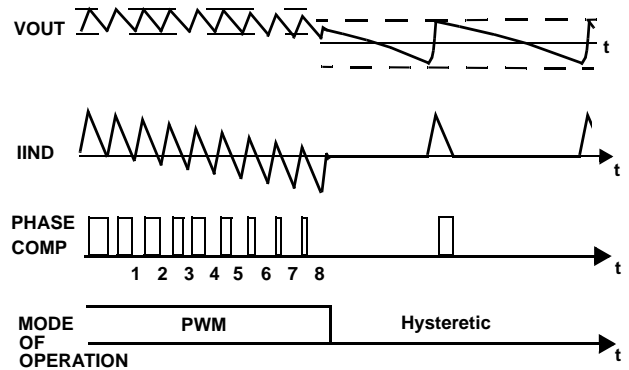 VOUT
t
IIND
t
PHASE
COMP
t
1 2 3 4 5 6 7 8
MODE
OF
OPERATION
PWM
Hysteretic
t